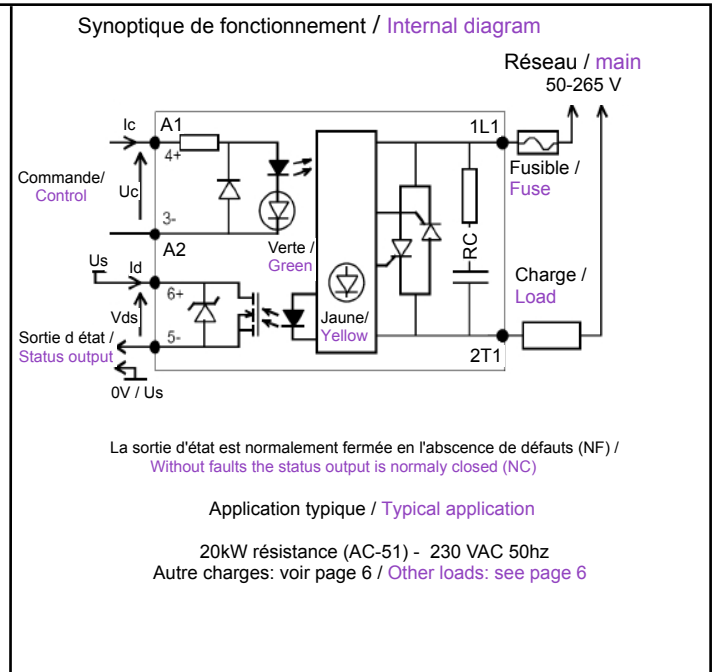 Synoptique de fonctionnement / Internal diagram
Réseau / main
50-265 V
Ic
A1
1L1
4+
Fusible /
Fuse
Commande/
Control
Uc
3-
A2
Verte /
Green
RC
Us
Id
6+
Charge /
Load
Vds
Jaune/
Yellow
Sortie d état /
Status output
5-
2T1
0V / Us
La sortie d'état est normalement fermée en l'abscence de défauts (NF) /
Without faults the status output is normaly closed (NC)
Application typique / Typical application
20kW résistance (AC-51) - 230 VAC 50hz
Autre charges: voir page 6 / Other loads: see page 6